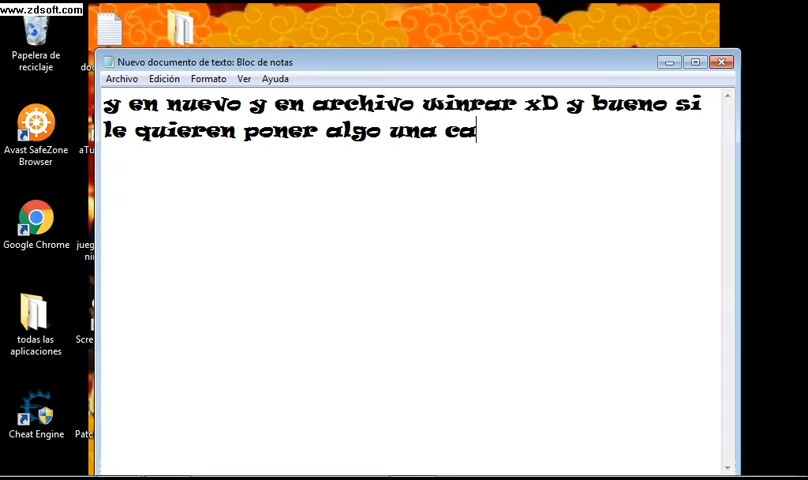 www.zdsoft.com
Papelera de
reciclaje
Avast SafeZone
Browser
Google Chrome
todas las
aplicaciones
Cheat Engine
Nuevo documento de texto: Bloc de notas
Archivo Edición Formato Ver Ayuda
y en nuevo y en archivo winrar xD y bueno si
le quieren poner algo una ca